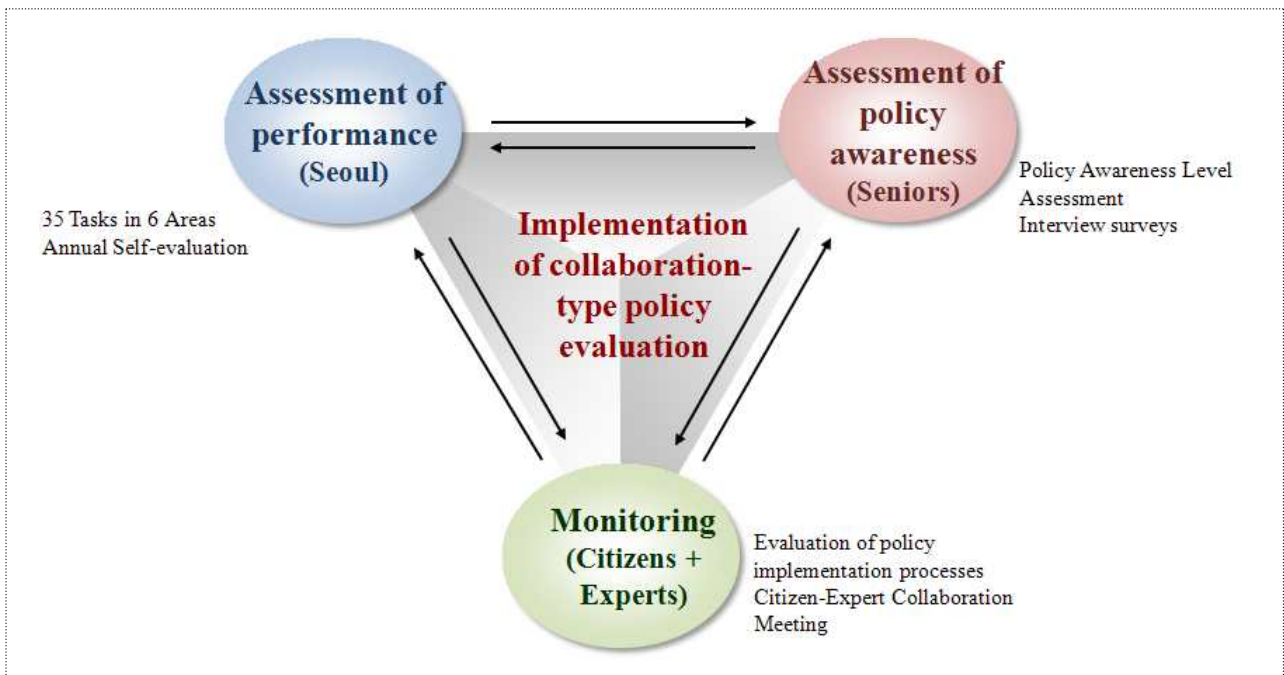 Assessment of
performance
(Seoul)
35 Tasks in 6 Areas
Annual Self-evaluation
Assessment of
policy
awareness
(Seniors)
Policy Awareness Level
Assessment
Interview surveys
Implementation
of collaboration-
type policy
evaluation
Monitoring
(Citizens +
Experts)
Evaluation of policy
implementation processes
Citizen-Expert Collaboration
Meeting